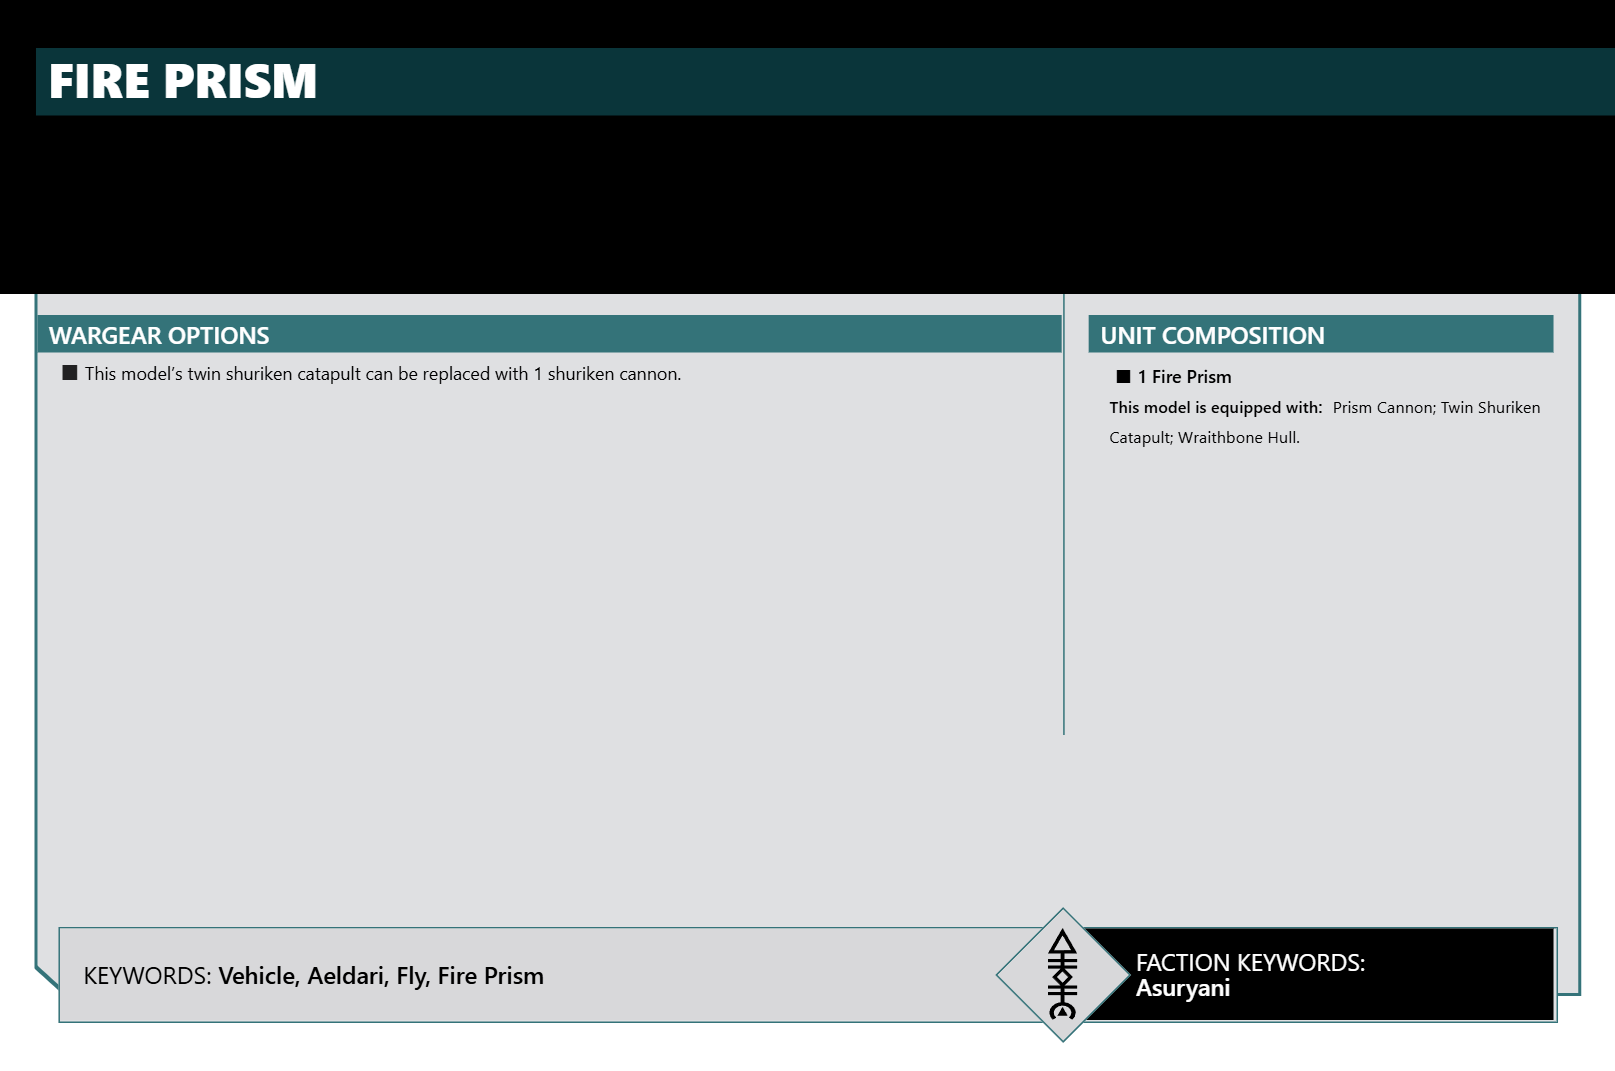 FIRE PRISM
WARGEAR OPTIONS
■ This model’s twin shuriken catapult can be replaced with 1 shuriken cannon.
UNIT COMPOSITION
■ 1 Fire Prism
This model is equipped with: Prism Cannon; Twin Shuriken
Catapult; Wraithbone Hull.
KEYWORDS: Vehicle, Aeldari, Fly, Fire Prism
FACTION KEYWORDS:
Asuryani